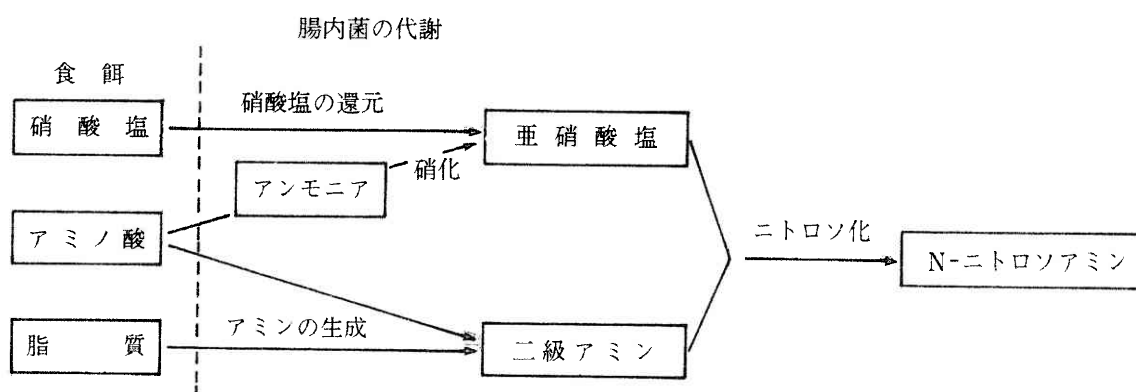 腸内菌の代謝
食餌
硝酸塩
硝酸塩の還元
亜硝酸塩
アンモニア
硝化
アミノ酸
ニトロソ化
N-ニトロソアミン
脂質
アミンの生成
二級アミン